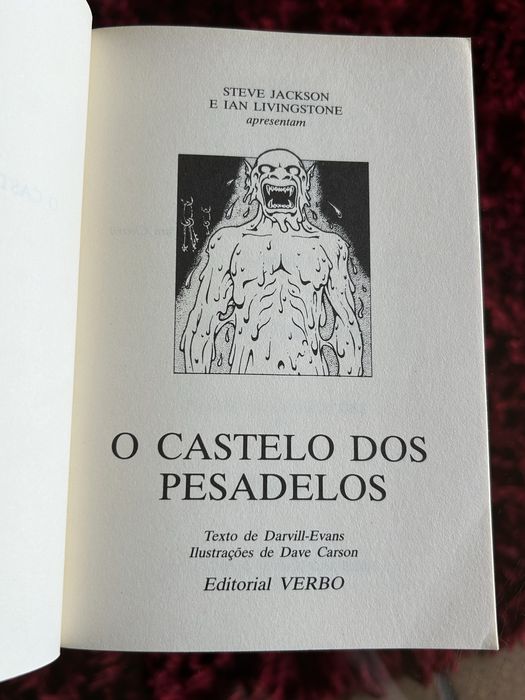 STEVE JACKSON
E IAN LIVINGSTONE
apresentam
O CASTELO DOS
PESADELOS
Texto de Darvill-Evans
Ilustrações de Dave Carson
Editorial VERBO